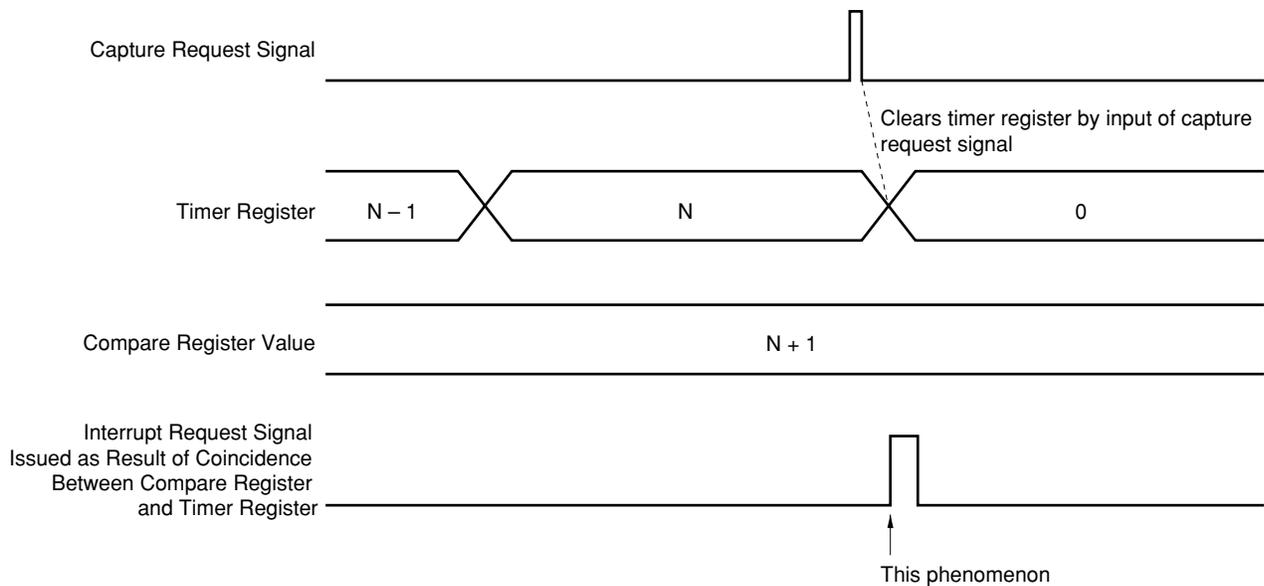 Capture Request Signal
Clears timer register by input of capture
request signal
Timer Register
N – 1
N
0
Compare Register Value
N + 1
Interrupt Request Signal
Issued as Result of Coincidence
Between Compare Register
and Timer Register
This phenomenon